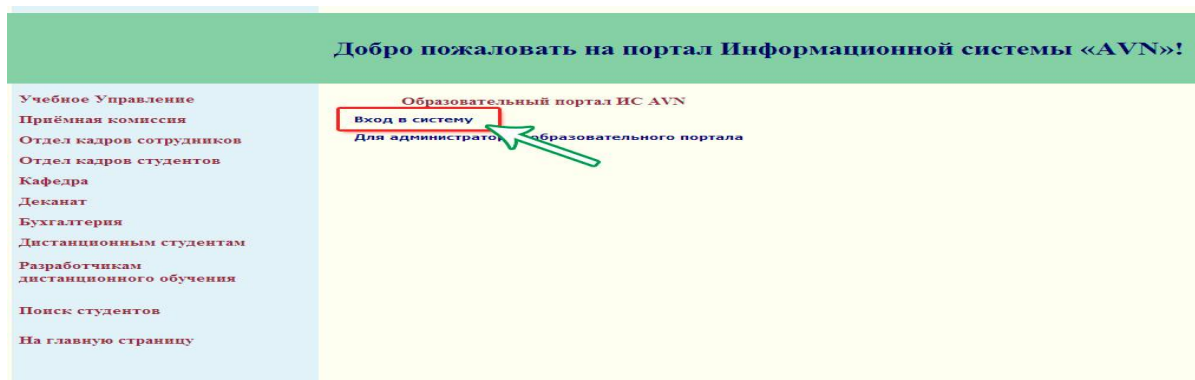 Добро пожаловать на портал Информационной системы «AVN»!
Учебное Управление
Приёмная комиссия
Отдел кадров сотрудников
Отдел кадров студентов
Кафедра
Деканат
Бухгалтерия
Дистанционным студентам
Разработчикам
дистанционного обучения
Поиск студентов
На главную страницу
Образовательный портал ИС AVN
Вход в систему
Для образовательного портала